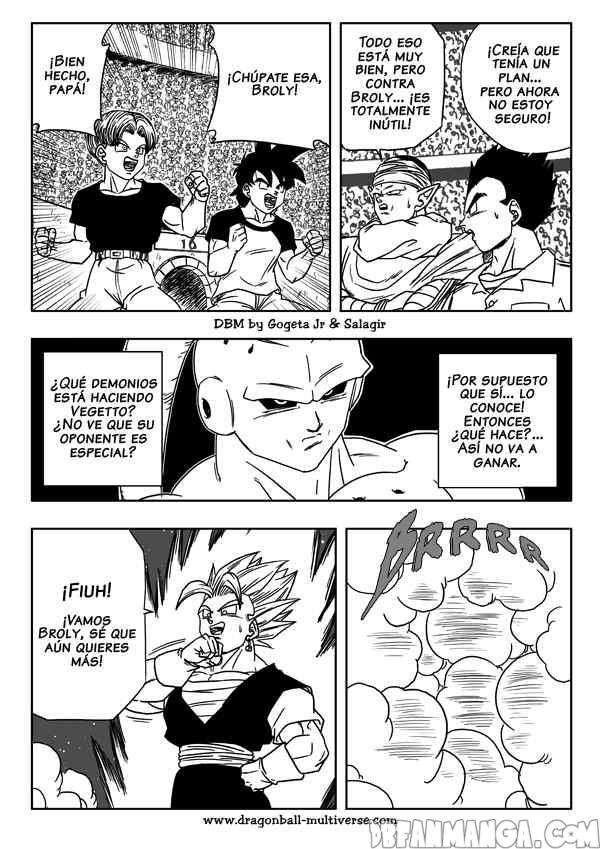 ¡BIEN
HECHO,
PAPÁ!
¡CHÚPATE ESA,
BROLY!
TODO ESO
ESTÁ MUY
BIEN, PERO
CONTRA
BROLY... ¡ES
TOTALMENTE
INÚTIL!
¡CREÍA QUE
TENÍA UN
PLAN...
PERO AHORA
NO ESTOY
SEGURO!
16
DBM by Gogeta Jr & Salagir
¿QUÉ DEMONIOS
ESTÁ HACIENDO
VEGETTO?
¿NO VE QUE SU
OPONENTE ES
ESPECIAL?
¡POR SUPUESTO
QUE SÍ... LO
CONOCE!
ENTONCES
¿QUÉ HACE?...
ASÍ NO VA A
GANAR.
¡FIUH!
¡VAMOS
BROLY, SÉ QUE
AÚN QUIERES
MÁS!
BRRRR
www.dragonball-multiverse.com
DBFANMANGA.COM